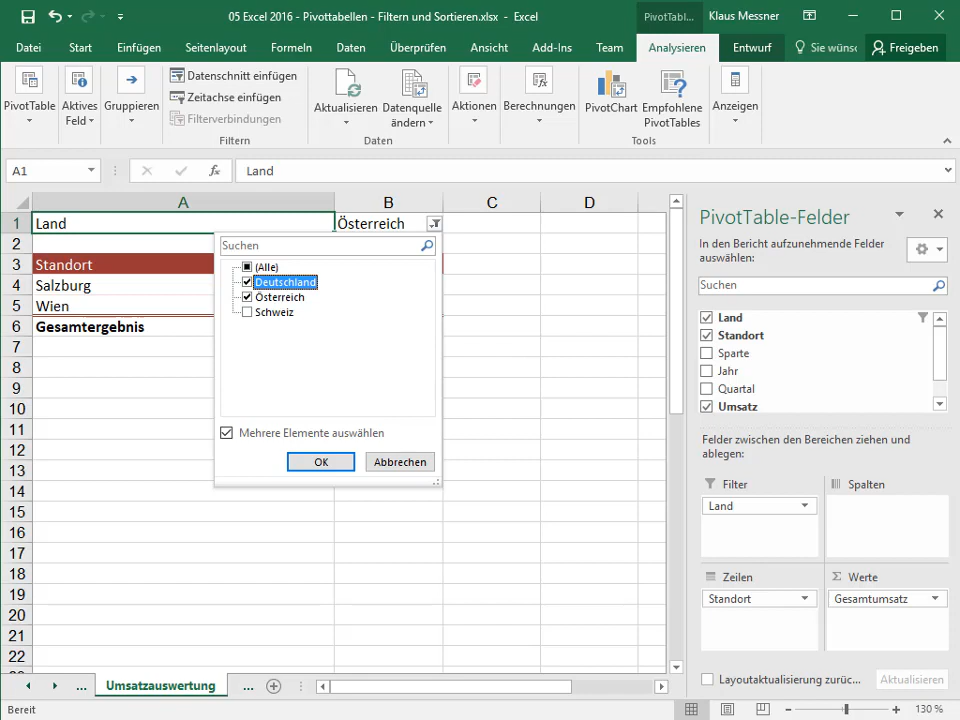 05 Excel 2016 - Pivottabellen - Filtern und Sortieren.xlsx - Excel
PivotTabl...
Klaus Messner
Datei
Start
Einfügen
Seitenlayout
Formeln
Daten
Überprüfen
Ansicht
Add-Ins
Team
Analysieren
Entwurf
Sie wüns
Freigeben
PivotTable
Aktives
Feld
Gruppieren
Datenschnitt einfügen
Zeitachse einfügen
Filterverbindungen
Filtern
Aktualisieren
Datenquelle
ändern
Daten
Aktionen
Berechnungen
PivotChart
Empfohlene
PivotTables
Tools
Anzeigen
A1
fx
Land
A B C D
1 Land Österreich
2
3 Standort
4 Salzburg
5 Wien
6 Gesamtergebnis
7
8
9
10
11
12
13
14
15
16
17
18
19
20
21
22
Suchen
(Alle)
Deutschland
Österreich
Schweiz
Mehrere Elemente auswählen
OK
Abbrechen
PivotTable-Felder
In den Bericht aufzunehmende Felder
auswählen:
Suchen
Land
Standort
Sparte
Jahr
Quartal
Umsatz
Felder zwischen den Bereichen ziehen und
ablegen:
Filter
Land
Spalten
Zeilen
Standort
Σ Werte
Gesamtumsatz
Layoutaktualisierung zurüc...
Aktualisieren
...
Umsatzauswertung
...
Bereit
130 %